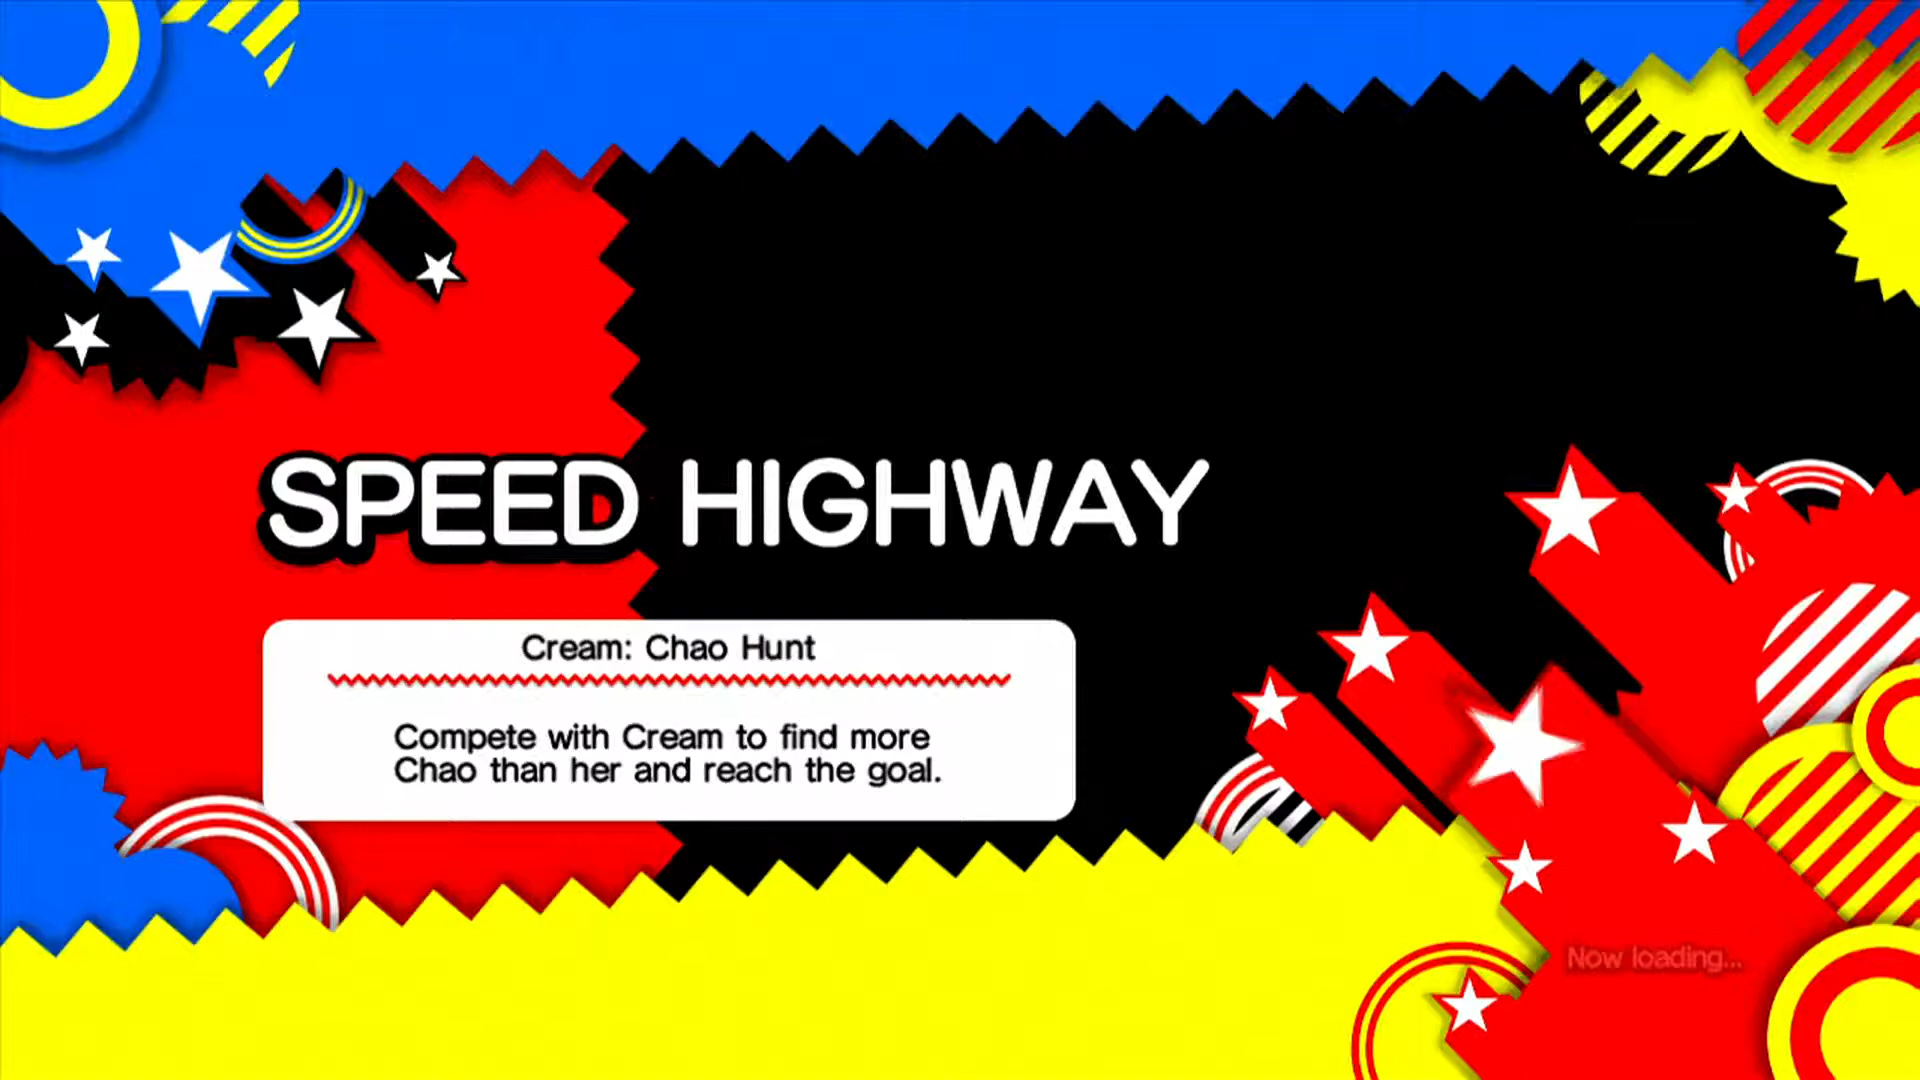 SPEED HIGHWAY
Cream: Chao Hunt
Compete with Cream to find more
Chao than her and reach the goal.
Now loading...